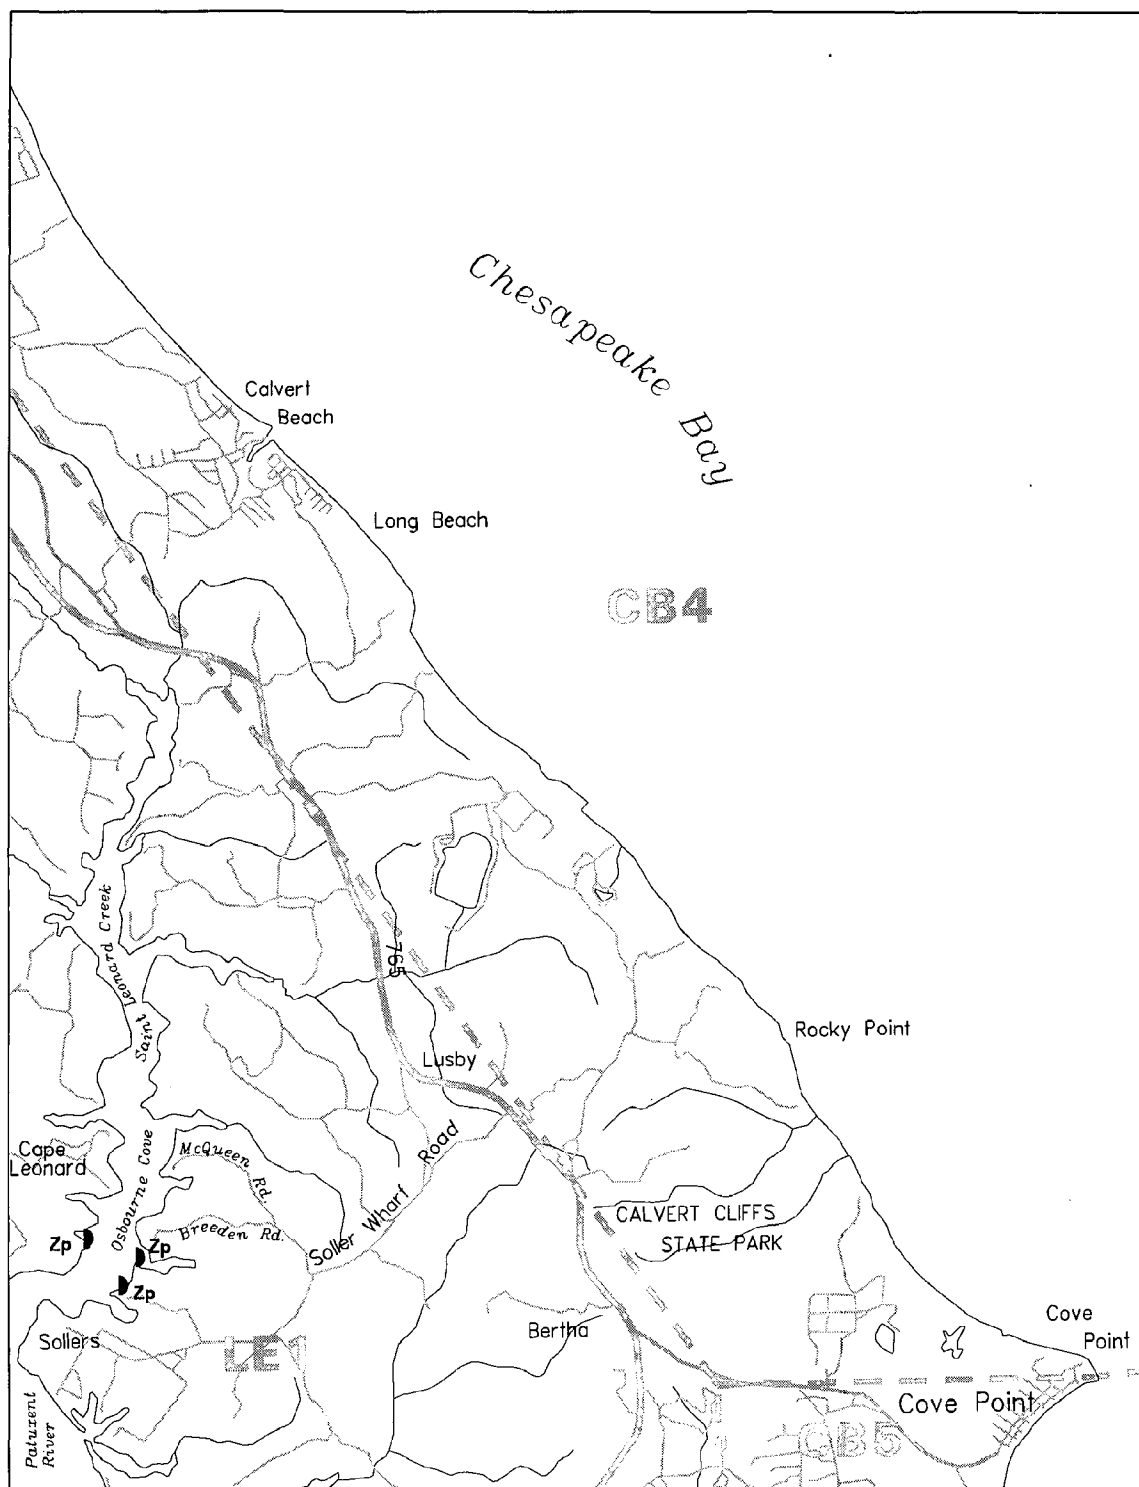 Chesapeake
Bay
Calvert
Beach
Long Beach
CB4
Saint Leonard Creek
765
Rocky Point
Lusby
Cape
Leonard
McQueen
Rd.
Osbourne Cove
Soller Wharf Road
Zp
Breeden Rd.
Zp
Zp
CALVERT CLIFFS
STATE PARK
Sollers
LE1
Bertha
Cove
Point
Cove Point
CB5
Patuxent
River